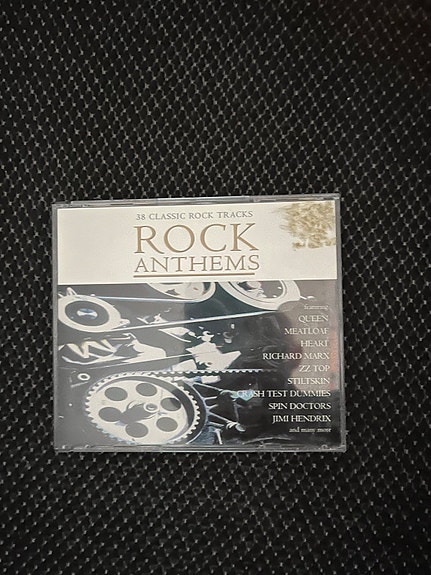 38 CLASSIC ROCK TRACKS
ROCK
ANTHEMS
featuring
QUEEN
MEATLOAF
HEART
RICHARD MARX
ZZ TOP
STILTSKIN
CRASH TEST DUMMIES
SPIN DOCTORS
JIMI HENDRIX
and many more